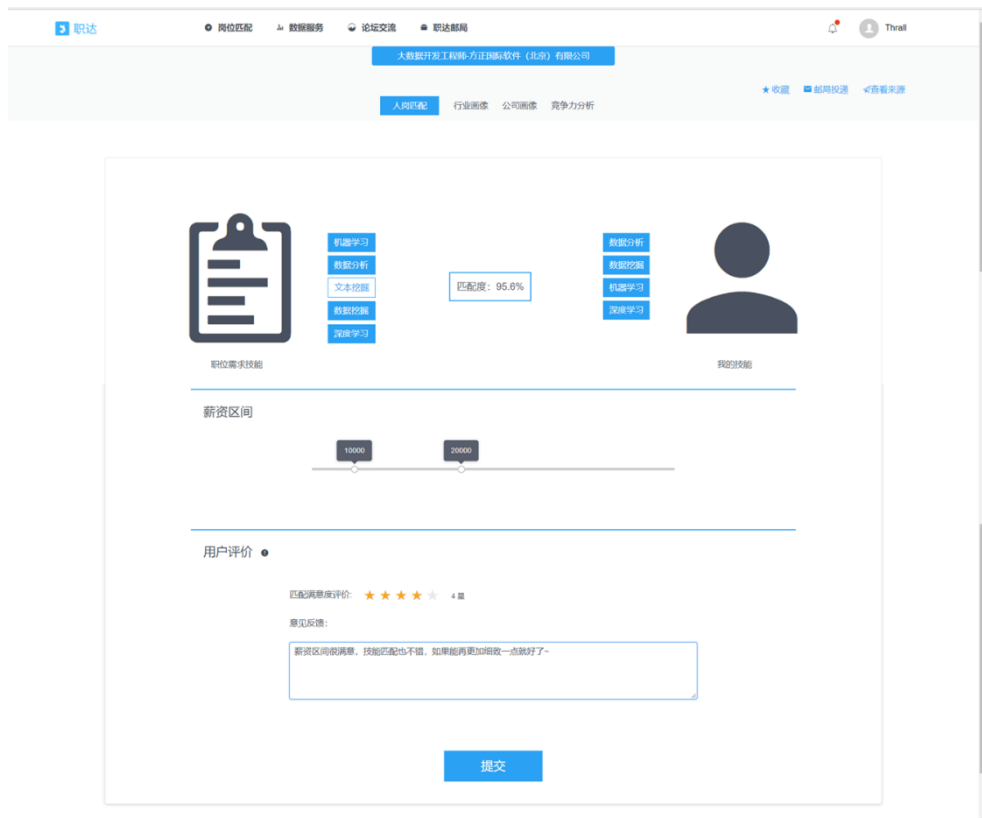 职达 岗位匹配 数据服务 论坛交流 职达邮局 Thrall
大数据开发工程师-方正国际软件（北京）有限公司
收藏 邮局投递 查看来源
人岗匹配 行业画像 公司画像 竞争力分析
机器学习
数据分析
文本挖掘
数据挖掘
深度学习
匹配度：95.6%
数据分析
数据挖掘
机器学习
深度学习
职位需求技能
我的技能
薪资区间
10000 20000
用户评价
匹配满意度评价: 4 星
意见反馈:
薪资区间很满意，技能匹配也不错，如果能再更加细致一点就好了~
提交